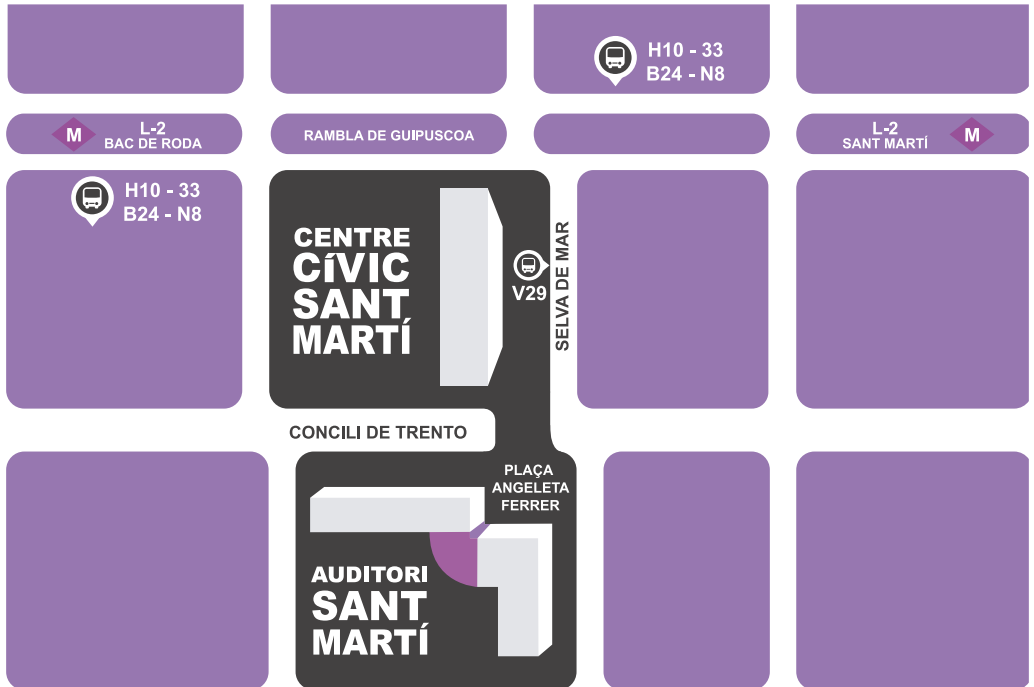 H10 - 33
B24 - N8
M
L-2
BAC DE RODA
RAMBLA DE GUIPUSCOA
L-2
SANT MARTÍ
M
H10 - 33
B24 - N8
CENTRE
CÍVIC
SANT
MARTÍ
V29
SELVA DE MAR
CONCILI DE TRENTO
PLAÇA
ANGELETA
FERRER
AUDITORI
SANT
MARTÍ